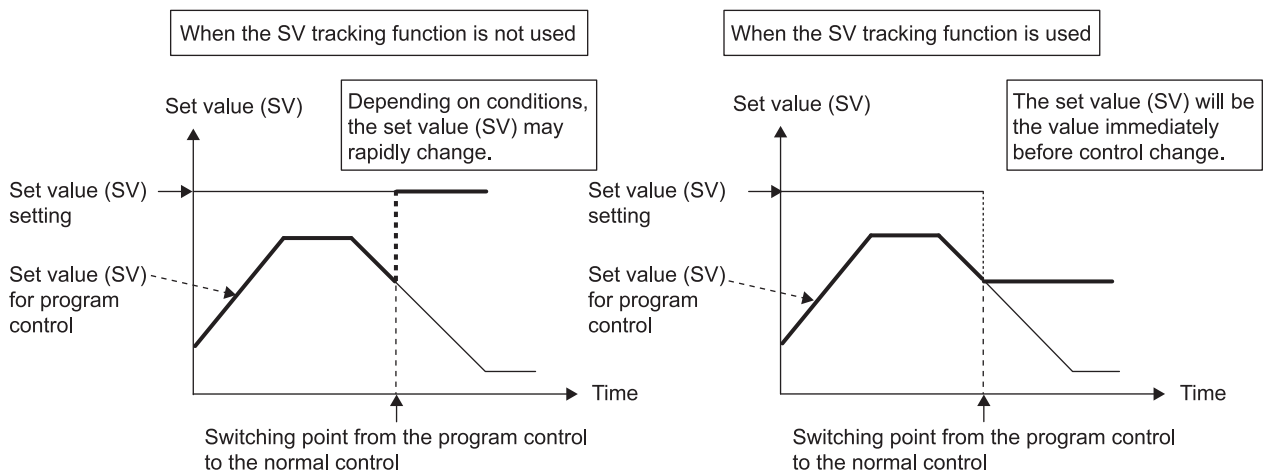 When the SV tracking function is not used
Set value (SV)
Depending on conditions,
the set value (SV) may
rapidly change.
Set value (SV)
setting
Set value (SV)
for program
control
Time
Switching point from the program control
to the normal control
When the SV tracking function is used
Set value (SV)
The set value (SV) will be
the value immediately
before control change.
Set value (SV)
setting
Set value (SV)
for program
control
Time
Switching point from the program control
to the normal control